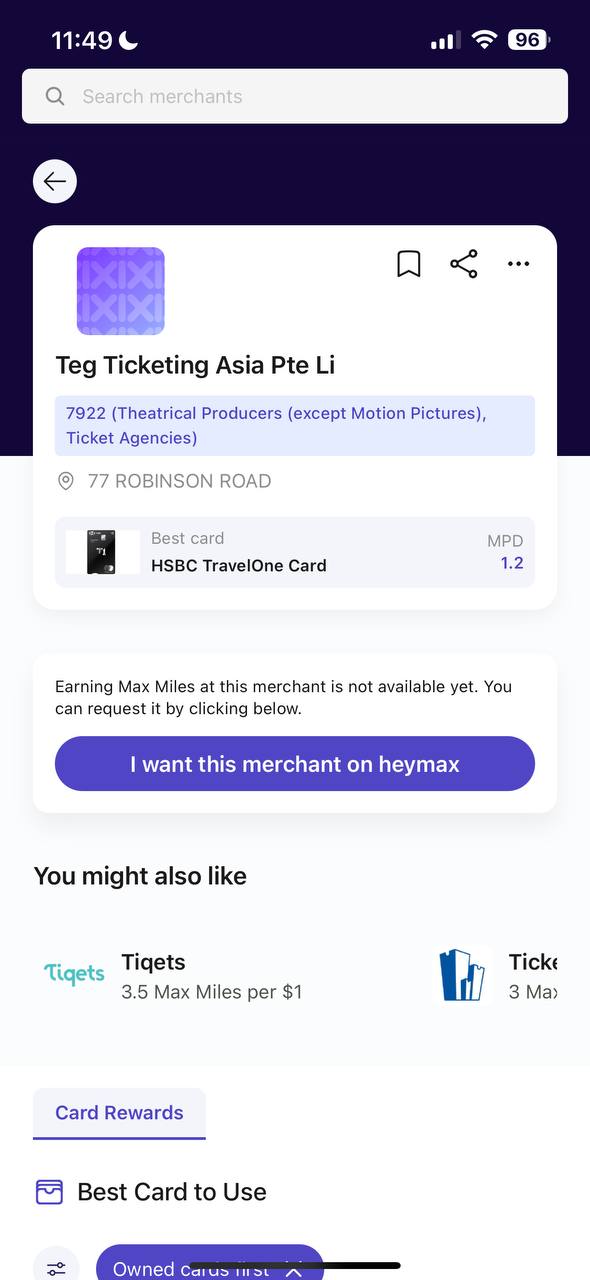 11:49
96
Search merchants
Teg Ticketing Asia Pte Li
7922 (Theatrical Producers (except Motion Pictures),
Ticket Agencies)
77 ROBINSON ROAD
Best card
MPD
HSBC TravelOne Card
1.2
Earning Max Miles at this merchant is not available yet. You
can request it by clicking below.
I want this merchant on heymax
You might also like
Tiqets
Tiqets
3.5 Max Miles per $1
Ticke
3 Max
Card Rewards
Best Card to Use
Owned cards first